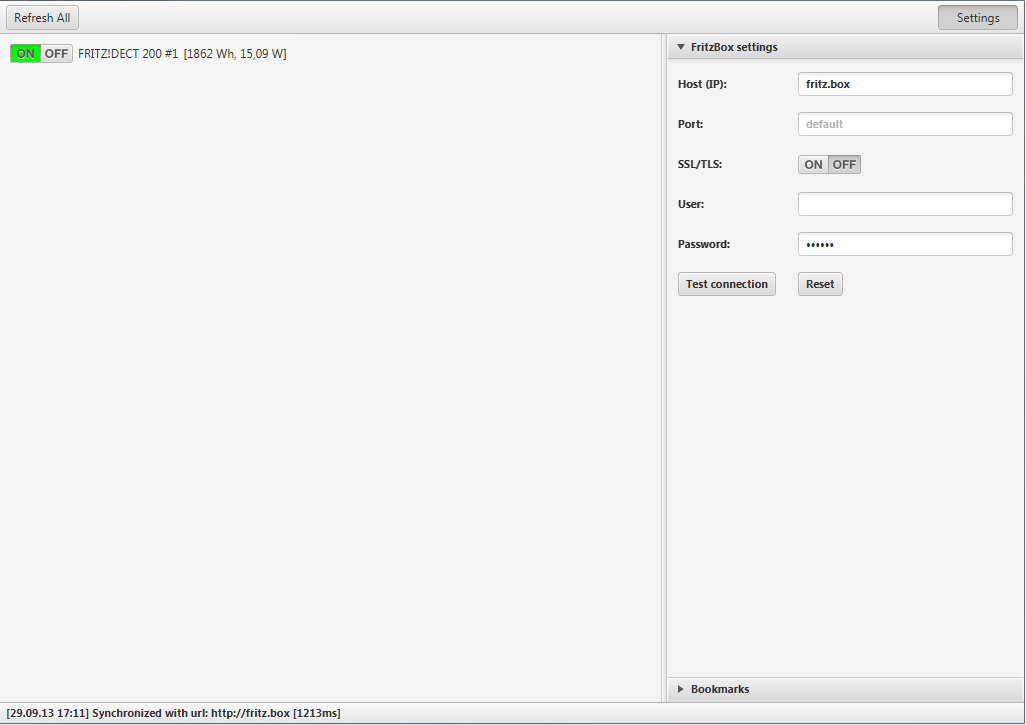 Refresh All
Settings
ON OFF FRITZ!DECT 200 #1 [1862 Wh, 15,09 W]
FritzBox settings
Host (IP): fritz.box
Port: default
SSL/TLS: ON OFF
User:
Password: ••••••
Test connection Reset
Bookmarks
[29.09.13 17:11] Synchronized with url: http://fritz.box [1213ms]